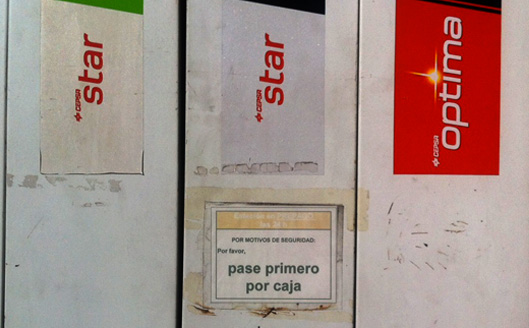 CEPSA
star
CEPSA
star
CEPSA
optima
POR MOTIVOS DE SEGURIDAD:
Por favor,
pase primero
por caja